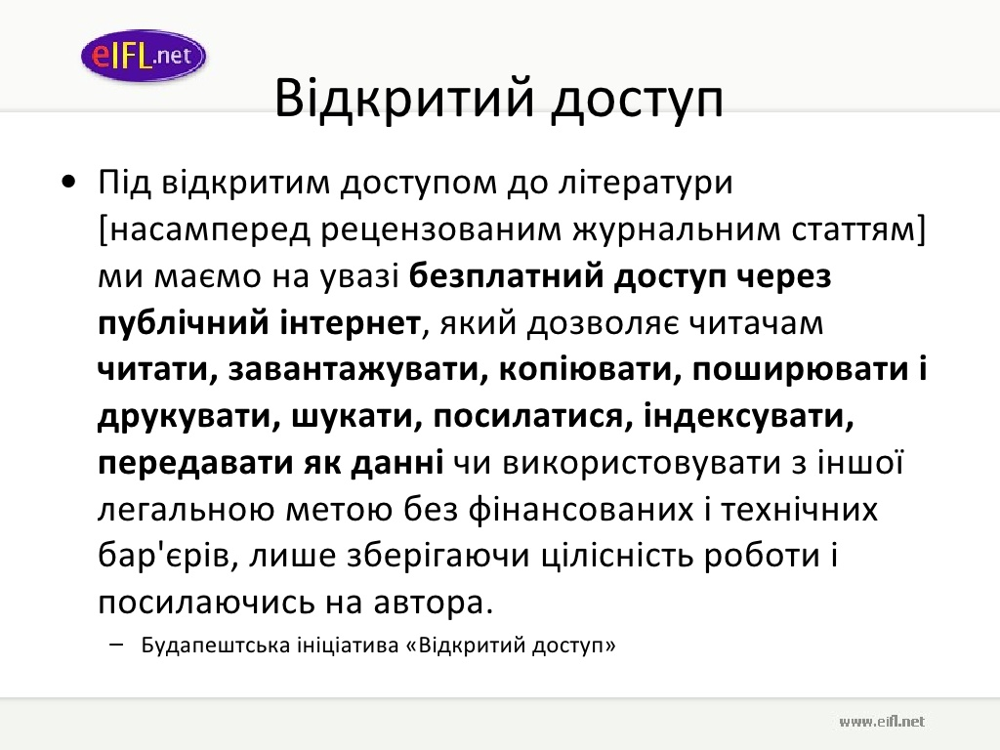 eIFL.net
Відкритий доступ
• Під відкритим доступом до літератури
[насамперед рецензованим журнальним статтям]
ми маємо на увазі безплатний доступ через
публічний інтернет, який дозволяє читачам
читати, завантажувати, копіювати, поширювати і
друкувати, шукати, посилатися, індексувати,
передавати як данні чи використовувати з іншої
легальною метою без фінансованих і технічних
бар'єрів, лише зберігаючи цілісність роботи і
посилаючись на автора.
– Будапештська ініціатива «Відкритий доступ»
www.eifl.net